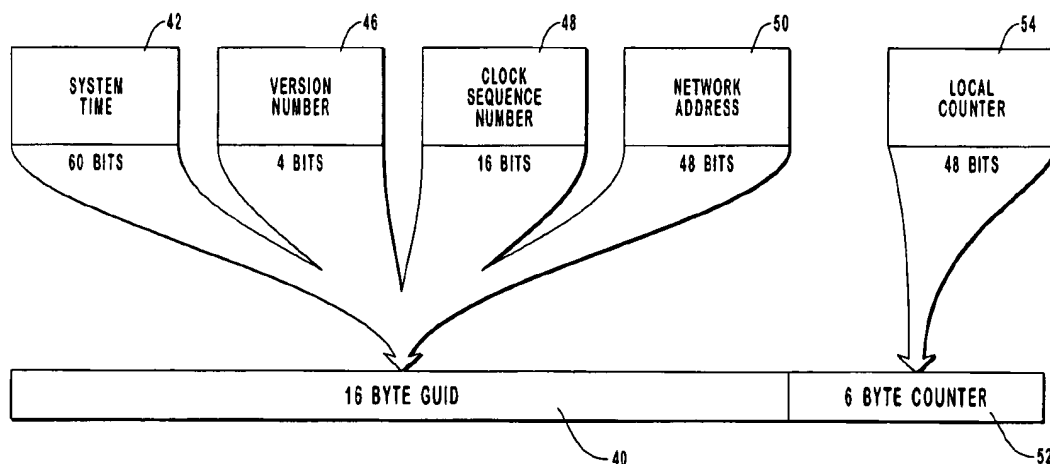 42
46
48
50
54
SYSTEM
TIME
VERSION
NUMBER
CLOCK
SEQUENCE
NUMBER
NETWORK
ADDRESS
LOCAL
COUNTER
60 BITS
4 BITS
16 BITS
48 BITS
48 BITS
16 BYTE GUID
6 BYTE COUNTER
40
52